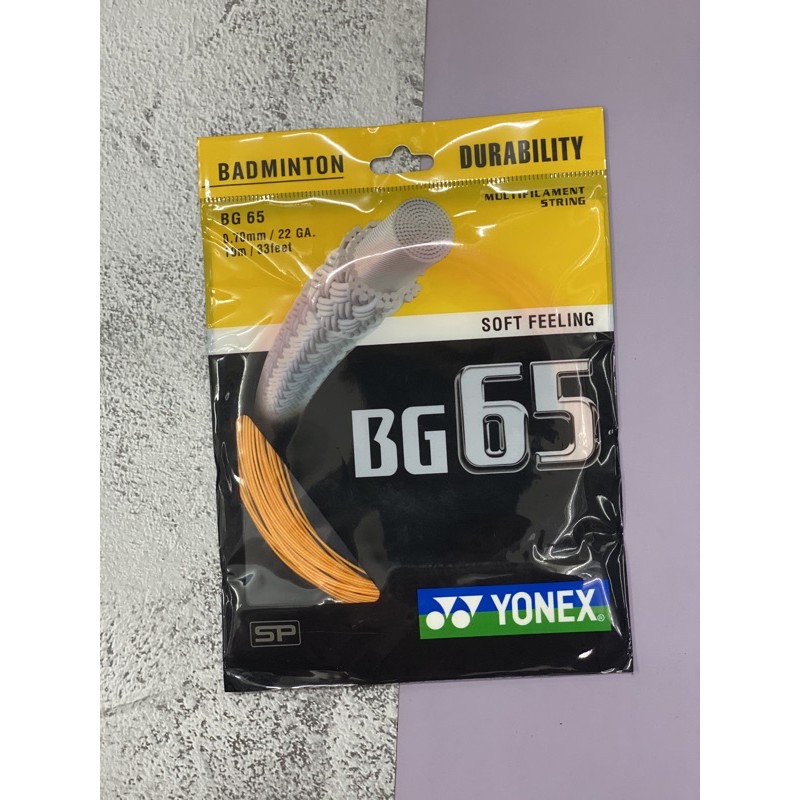 BADMINTON
DURABILITY
BG 65
0.70mm / 22 GA.
10m / 33feet
MULTIFILAMENT
STRING
SOFT FEELING
BG 65
SP
YONEX®